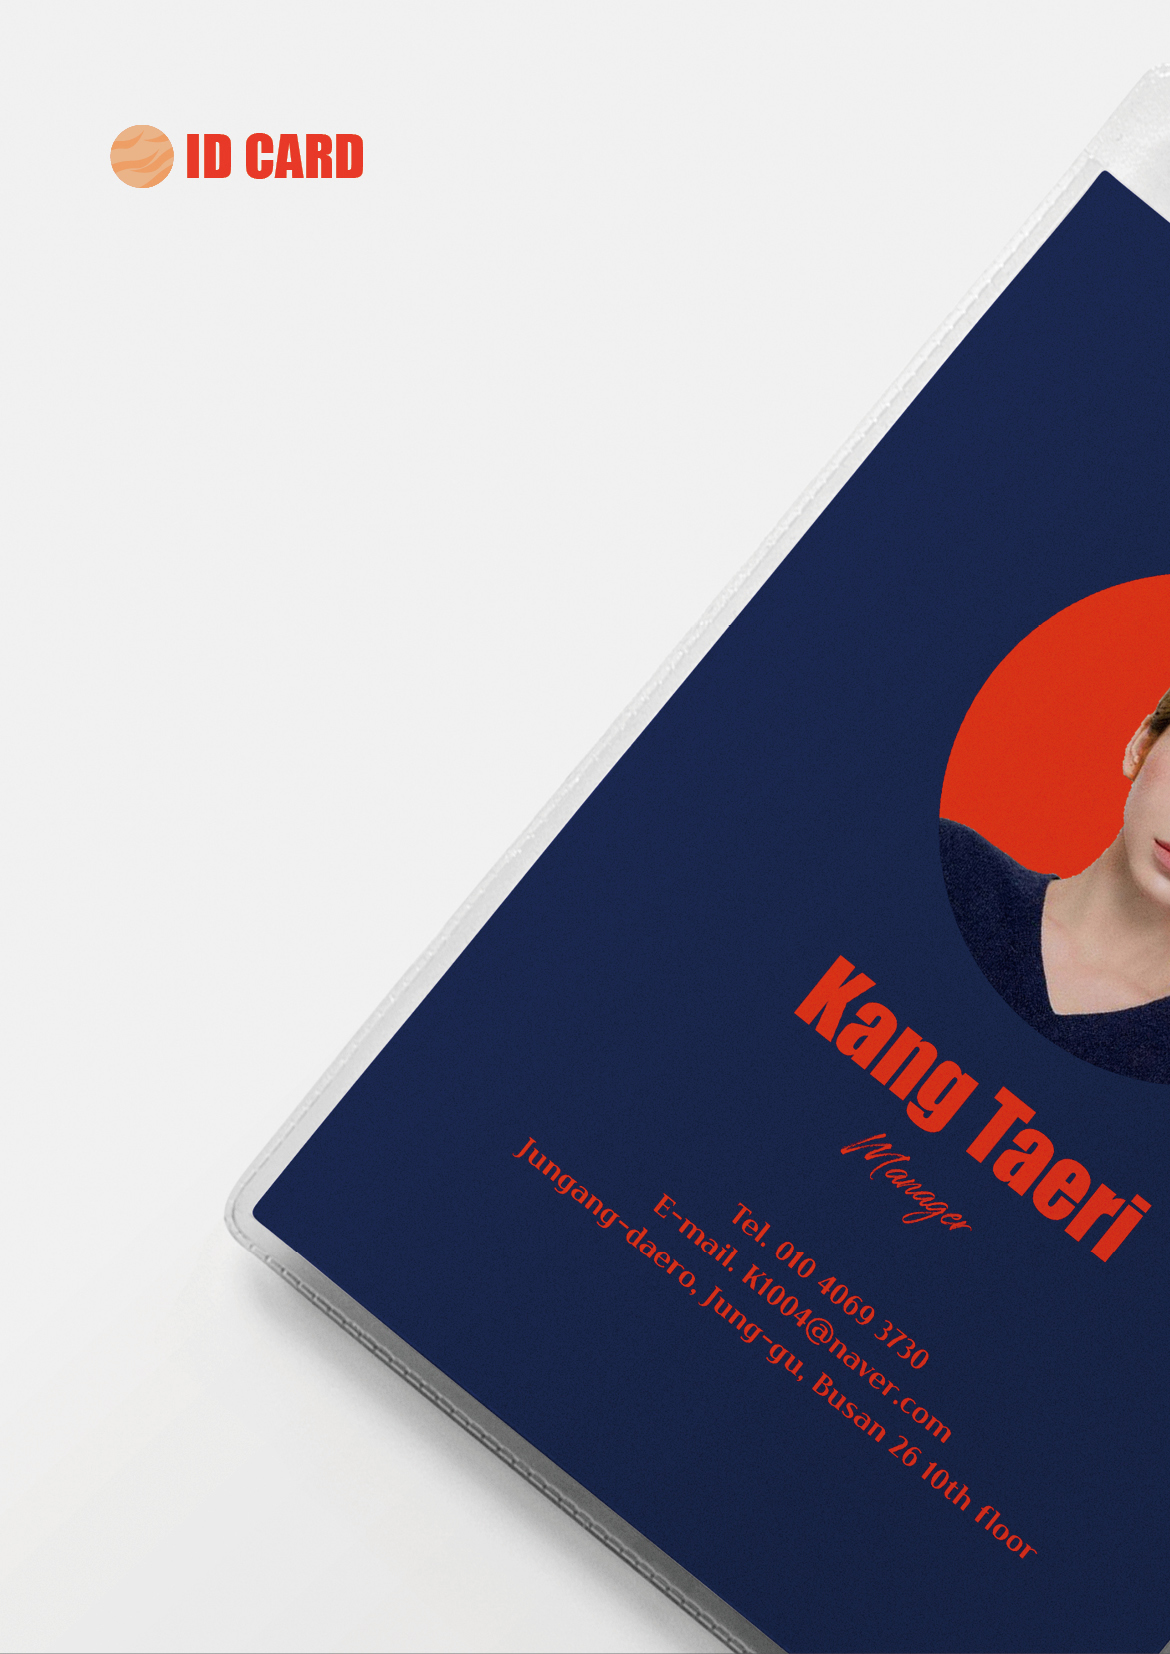 ID CARD
Kang Taeri
Manager
Tel. 010 4069 3730
E-mail. K1004@naver.com
Jungang-daero, Jung-gu, Busan 26 10th floor